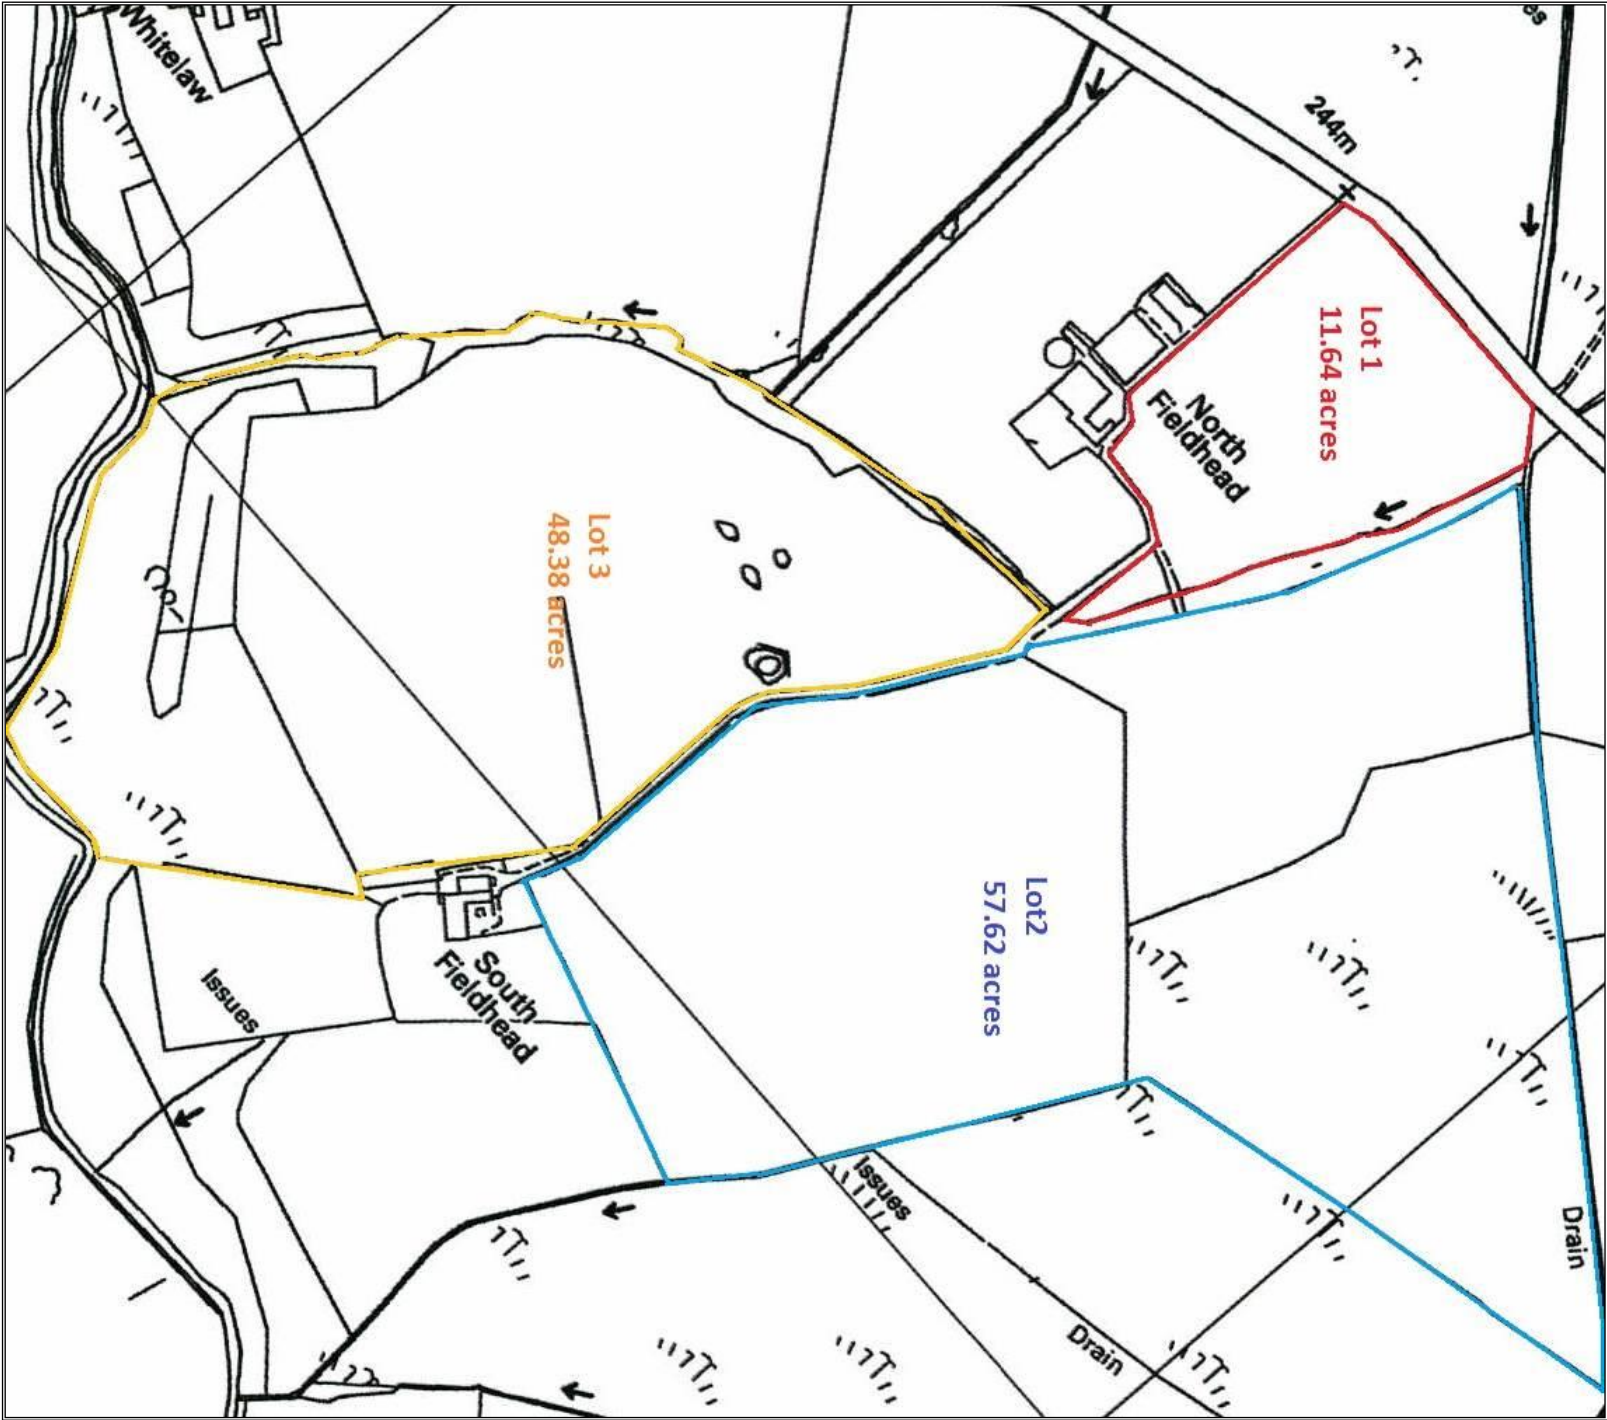 Whitelaw
244m
Lot 1
11.64 acres
North
Fieldhead
Lot 3
48.38 acres
Lot2
57.62 acres
South
Fieldhead
Issues
Issues
Drain
Drain